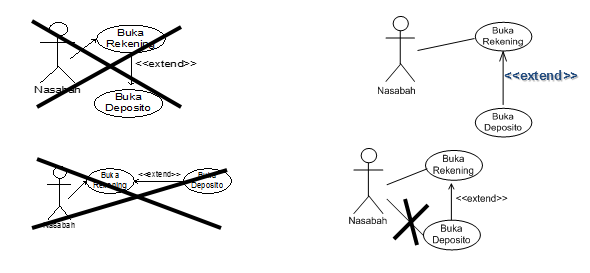 Buka
Rekening
<<extend>>
Nasabah
Buka
Deposito
Buka
Rekening
Nasabah
<<extend>>
Buka
Deposito
Buka
Rekening
<<extend>>
Buka
Deposito
Nasabah
Buka
Rekening
<<extend>>
Nasabah
Buka
Deposito